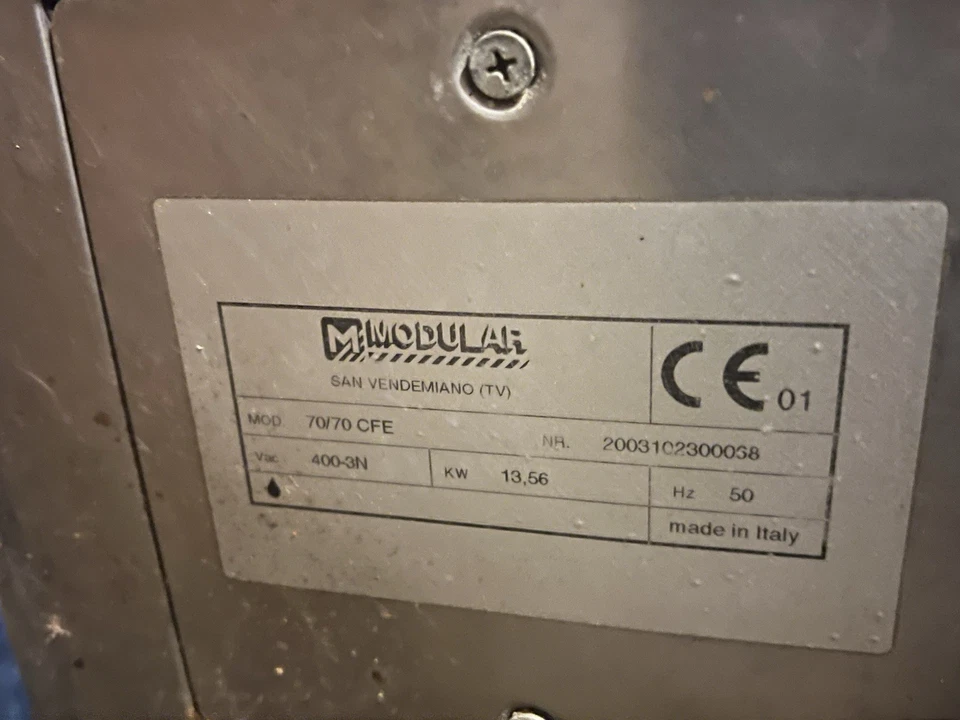 M MODULAR
SAN VENDEMIANO (TV)
CE 01
MOD. 70/70 CFE NR. 2003102300068
Vac 400-3N KW 13,56 Hz 50
made in Italy